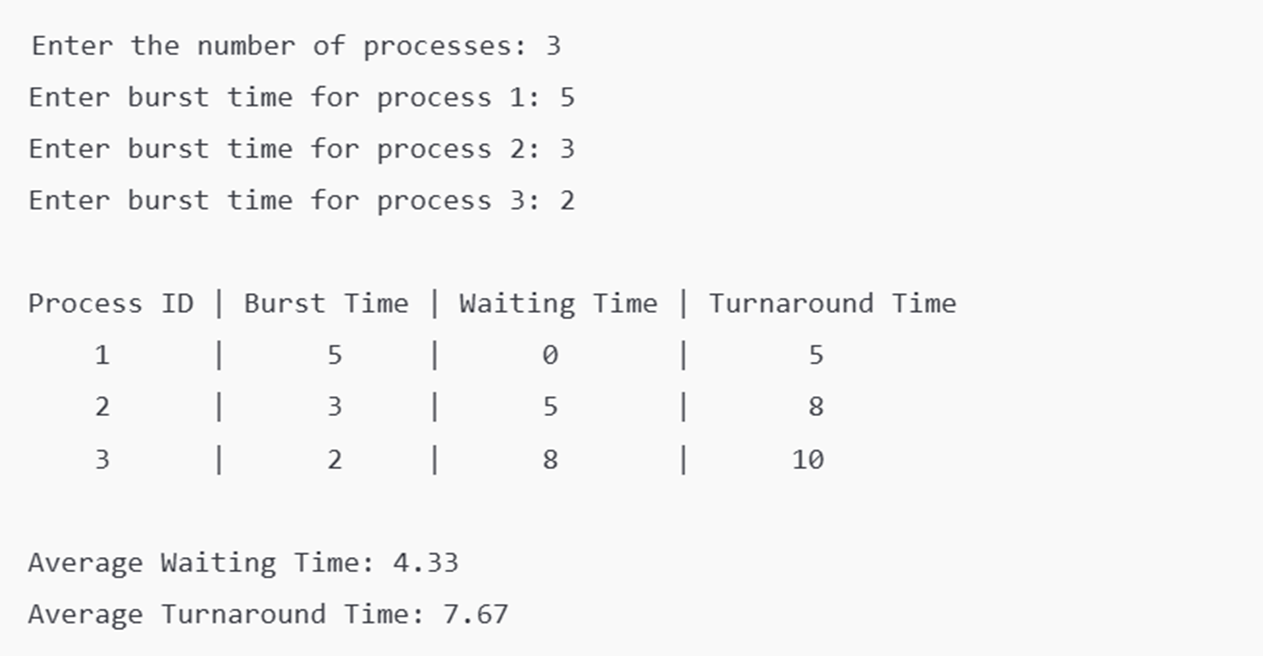 Enter the number of processes: 3
Enter burst time for process 1: 5
Enter burst time for process 2: 3
Enter burst time for process 3: 2

Process ID | Burst Time | Waiting Time | Turnaround Time
1 | 5 | 0 | 5
2 | 3 | 5 | 8
3 | 2 | 8 | 10

Average Waiting Time: 4.33
Average Turnaround Time: 7.67